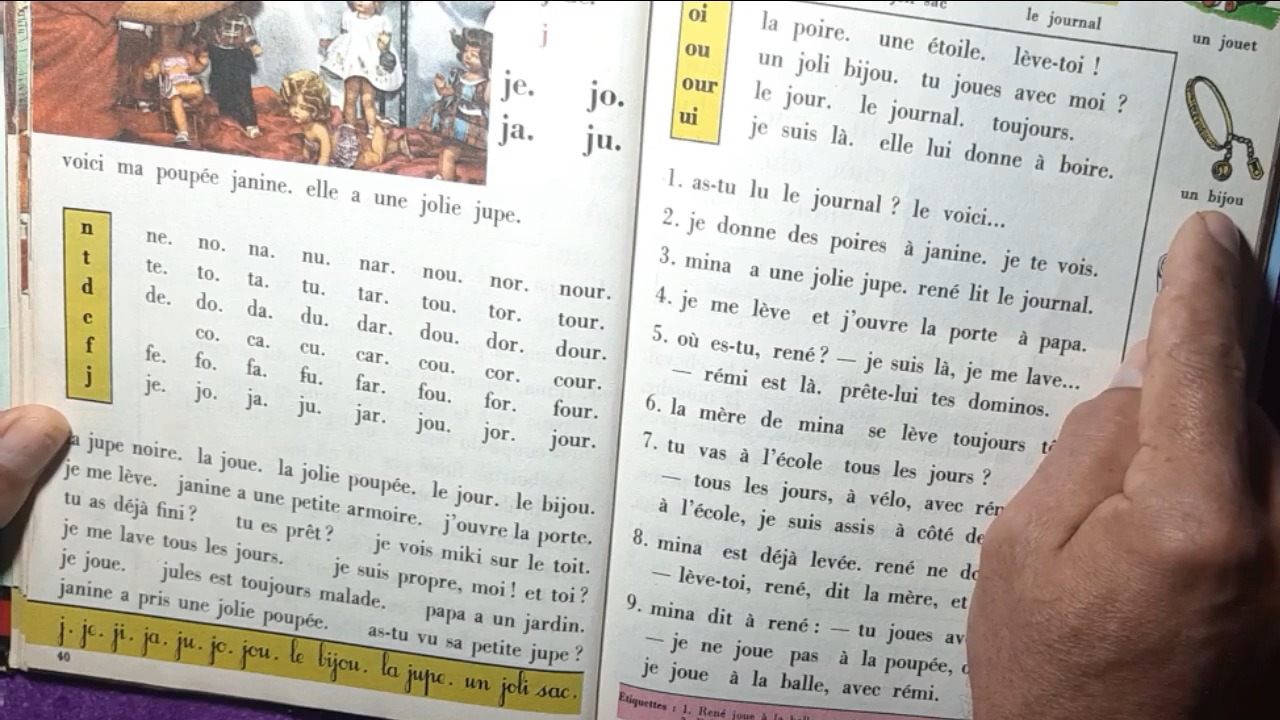 j
je. jo.
ja. ju.
voici ma poupée janine. elle a une jolie jupe.
n
t
d
c
f
j
ne. no. na. nu. nar. nou. nor. nour.
te. to. ta. tu. tar. tou. tor. tour.
de. do. da. du. dar. dou. dor. dour.
co. ca. cu. car. cou. cor. cour.
fe. fo. fa. fu. far. fou. for. four.
je. jo. ja. ju. jar. jou. jor. jour.
a jupe noire. la joue. la jolie poupée. le jour. le bijou.
je me lève. janine a une petite armoire. j'ouvre la porte.
tu as déjà fini ? tu es prêt ? je vois miki sur le toit.
je me lave tous les jours. je suis propre, moi ! et toi ?
je joue. jules est toujours malade. papa a un jardin.
janine a pris une jolie poupée. as-tu vu sa petite jupe ?
j. je. ji. ja. ju. jo. jou. le bijou. la jupe. un joli sac.
40
sac
le journal
un jouet
oi
ou
our
ui
la poire. une étoile. lève-toi !
un joli bijou. tu joues avec moi ?
le jour. le journal. toujours.
je suis là. elle lui donne à boire.
un bijou
1. as-tu lu le journal ? le voici...
2. je donne des poires à janine. je te vois.
3. mina a une jolie jupe. rené lit le journal.
4. je me lève et j'ouvre la porte à papa.
5. où es-tu, rené ? — je suis là, je me lave...
— rémi est là. prête-lui tes dominos.
6. la mère de mina se lève toujours
7. tu vas à l'école tous les jours ?
— tous les jours, à vélo, avec
à l'école, je suis assis à côté de
8. mina est déjà levée. rené ne
— lève-toi, rené, dit la mère, et
9. mina dit à rené : — tu joues
— je ne joue pas à la poupée,
je joue à la balle, avec rémi.
Etiquettes : 1. René joue à la